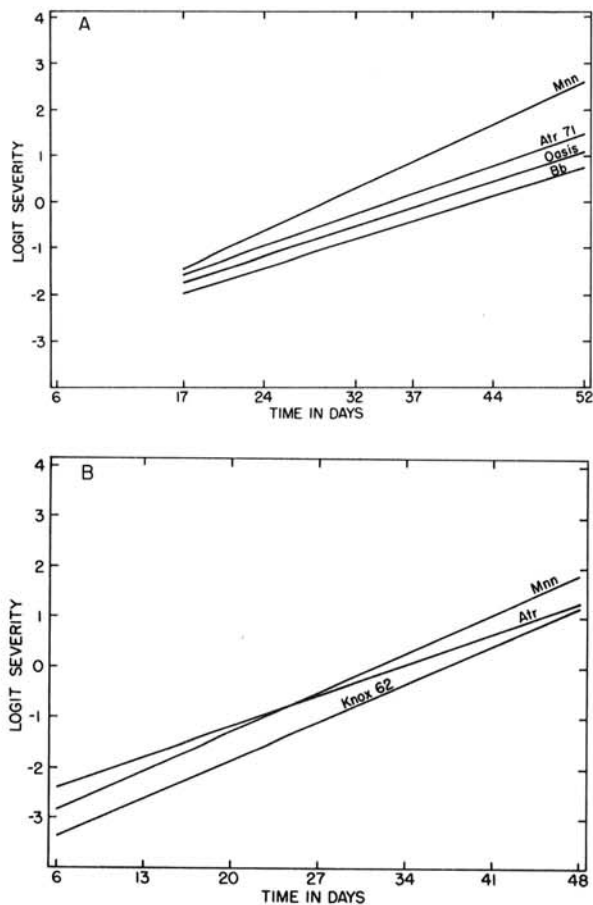 A
4
3
2
1
0
-1
-2
-3
LOGIT SEVERITY
Mnn
Atr 71
Oasis
Bb
6 17 24 32 37 44 52
TIME IN DAYS
B
4
3
2
1
0
-1
-2
-3
LOGIT SEVERITY
Mnn
Atr
Knox 62
6 13 20 27 34 41 48
TIME IN DAYS